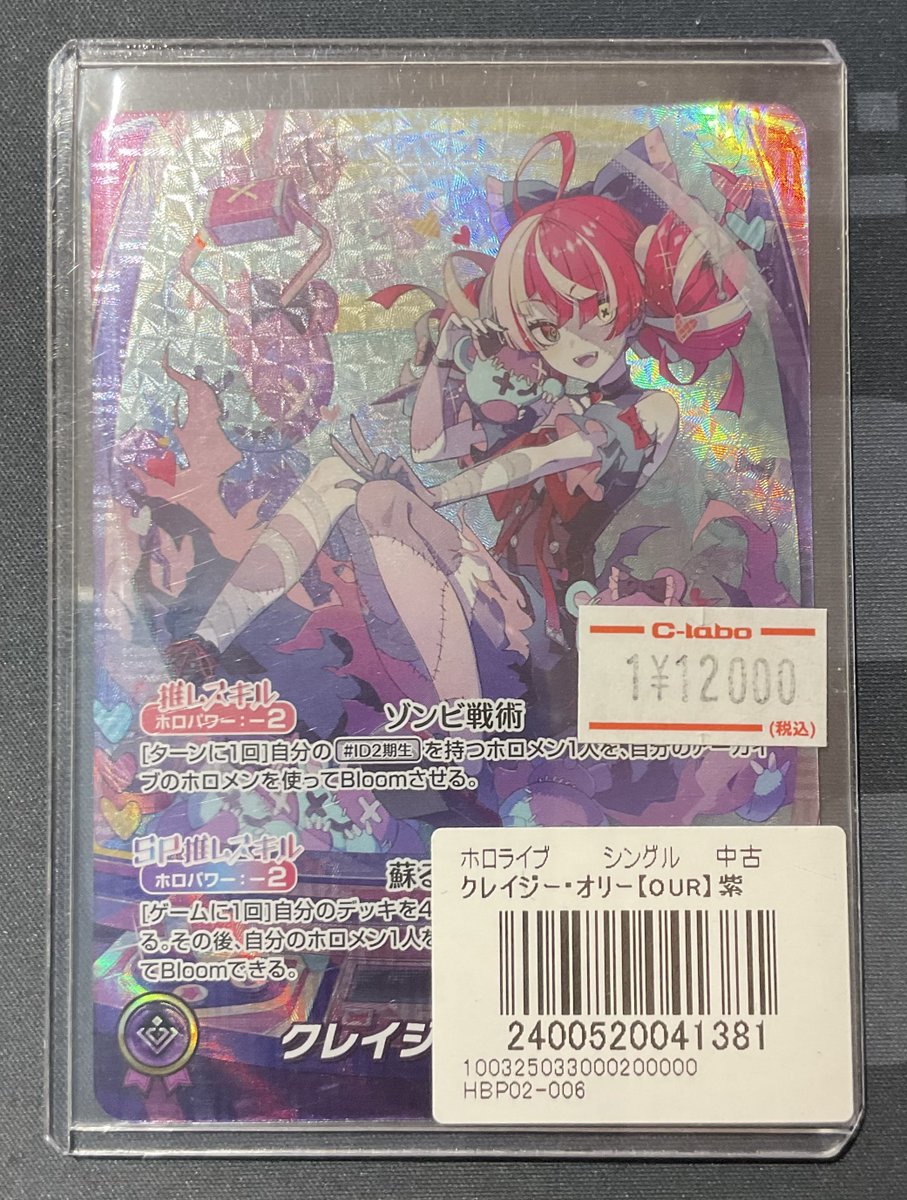 C-labo
1¥12000
(税込)
推しスキル
ホロパワー:-2
ゾンビ戦術
[ターンに1回]自分の #ID2期生 を持つホロメン1人を、自分のアーカイ
ブのホロメンを使ってBloomさせる。
SP推しスキル
ホロパワー:-2
蘇る
[ゲームに1回]自分のデッキを4
る。その後、自分のホロメン1人を
てBloomできる。
クレイジ
ホロライブ シングル 中古
クレイジー・オリー【OUR】紫
2400520041381
100325033000200000
HBP02-006